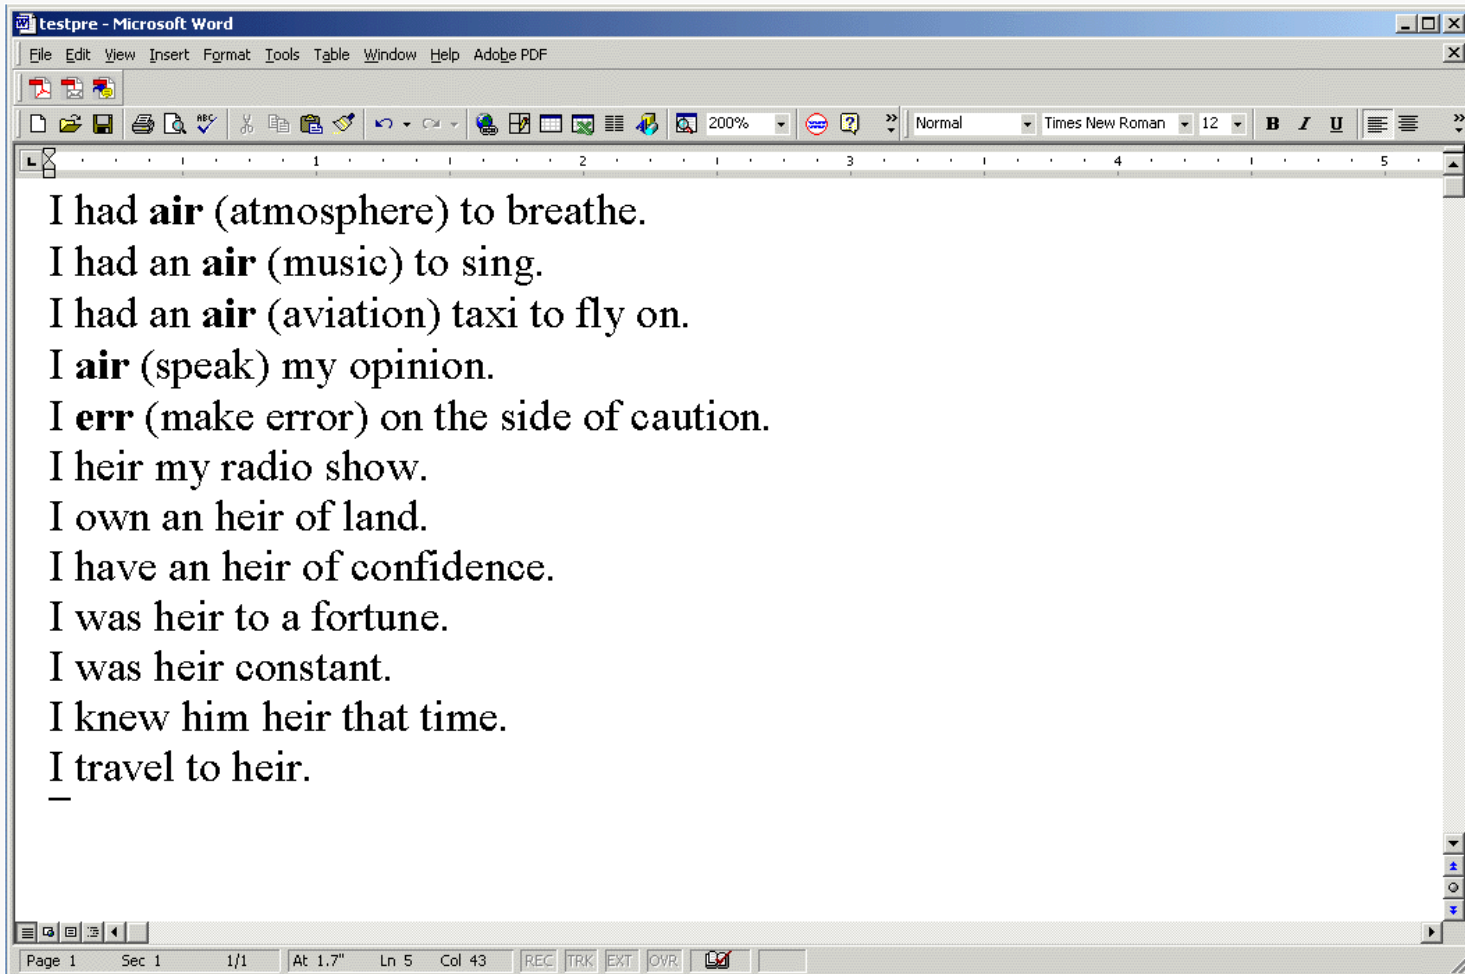 testpre - Microsoft Word
File Edit View Insert Format Tools Table Window Help Adobe PDF
ABC 200% ? » Normal Times New Roman 12 B I U »
1 2 3 4 5
I had air (atmosphere) to breathe.
I had an air (music) to sing.
I had an air (aviation) taxi to fly on.
I air (speak) my opinion.
I err (make error) on the side of caution.
I heir my radio show.
I own an heir of land.
I have an heir of confidence.
I was heir to a fortune.
I was heir constant.
I knew him heir that time.
I travel to heir.
Page 1 Sec 1 1/1 At 1.7" Ln 5 Col 43 REC TRK EXT OVR